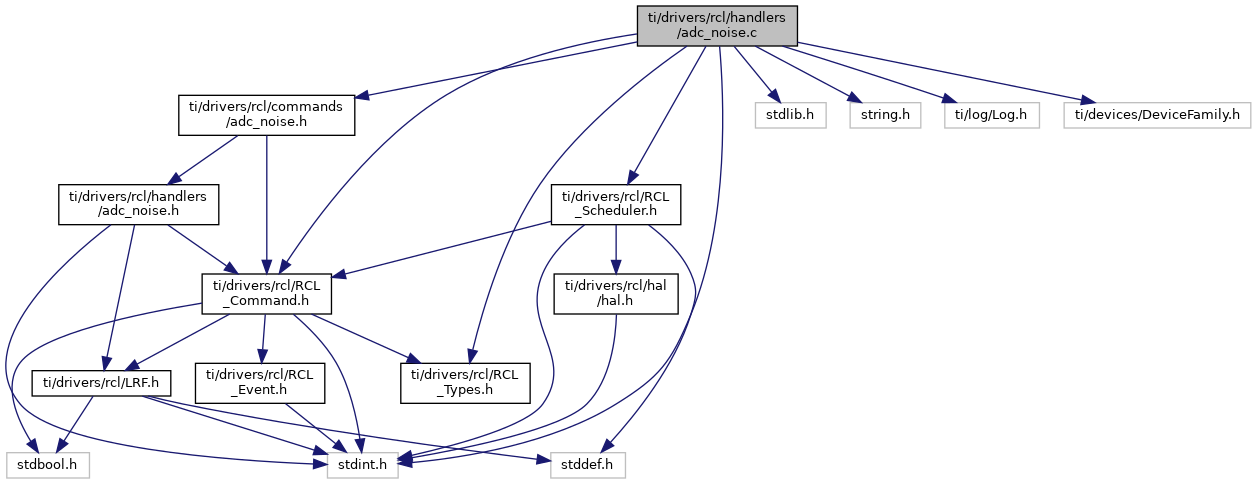 ti/drivers/rcl/handlers
/adc_noise.c
ti/drivers/rcl/commands
/adc_noise.h
stdlib.h
string.h
ti/log/Log.h
ti/devices/DeviceFamily.h
ti/drivers/rcl/handlers
/adc_noise.h
ti/drivers/rcl/RCL
_Scheduler.h
ti/drivers/rcl/RCL
_Command.h
ti/drivers/rcl/hal
/hal.h
ti/drivers/rcl/LRF.h
ti/drivers/rcl/RCL
_Event.h
ti/drivers/rcl/RCL
_Types.h
stdbool.h
stdint.h
stddef.h